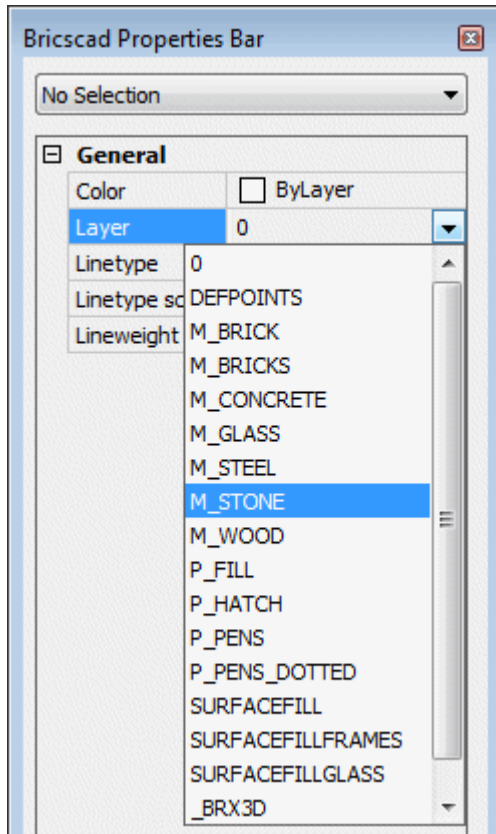 Bricscad Properties Bar
No Selection
General
Color ByLayer
Layer 0
Linetype
Linetype sc
Lineweight
0
DEFPOINTS
M_BRICK
M_BRICKS
M_CONCRETE
M_GLASS
M_STEEL
M_STONE
M_WOOD
P_FILL
P_HATCH
P_PENS
P_PENS_DOTTED
SURFACEFILL
SURFACEFILLFRAMES
SURFACEFILLGLASS
_BRX3D